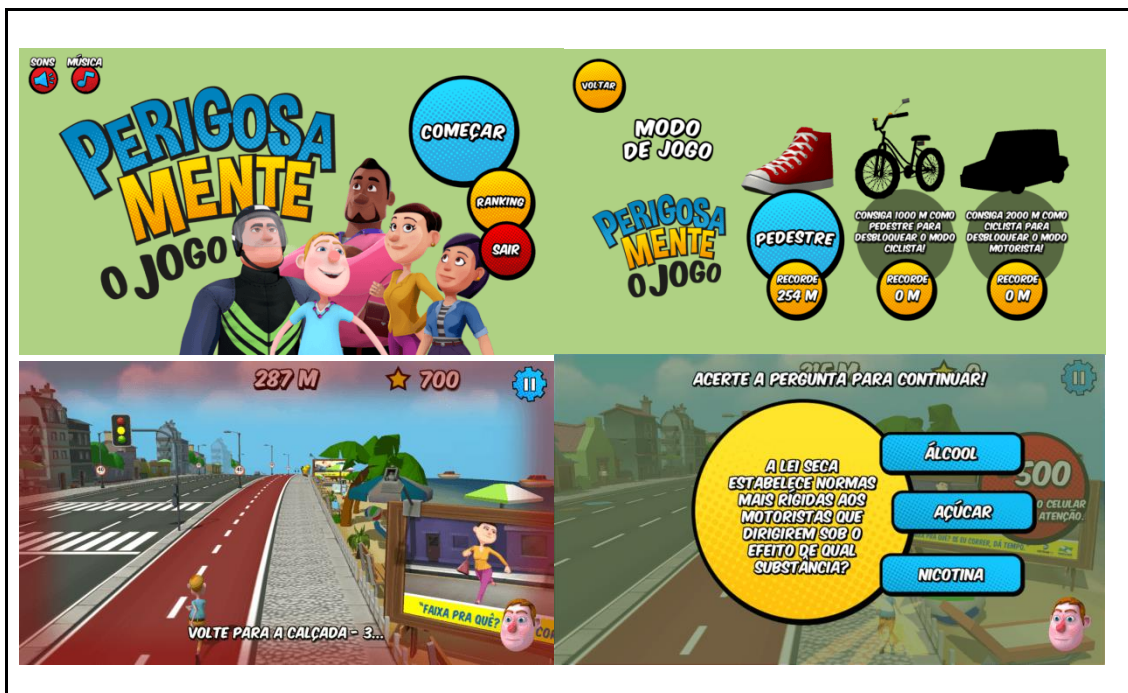 SONS MÚSICA
PERIGOSA
MENTE
O JOGO
COMEÇAR
RANKING
SAIR
VOLTAR
MODO
DE JOGO
PERIGOSA
MENTE
O JOGO
PEDESTRE
RECORDE
254 M
CONSIGA 1000 M COMO
PEDESTRE PARA
DESBLOQUEAR O MODO
CICLISTA!
RECORDE
0 M
CONSIGA 2000 M COMO
CICLISTA PARA
DESBLOQUEAR O MODO
MOTORISTA!
RECORDE
0 M
287 M 700
"FAIXA PRA QUÊ?
VOLTE PARA A CALÇADA - 3...
ACERTE A PERGUNTA PARA CONTINUAR!
A LEI SECA
ESTABELECE NORMAS
MAIS RÍGIDAS AOS
MOTORISTAS QUE
DIRIGIREM SOB O
EFEITO DE QUAL
SUBSTÂNCIA?
ÁLCOOL
AÇÚCAR
NICOTINA
500
O CELULAR
ATENÇÃO.